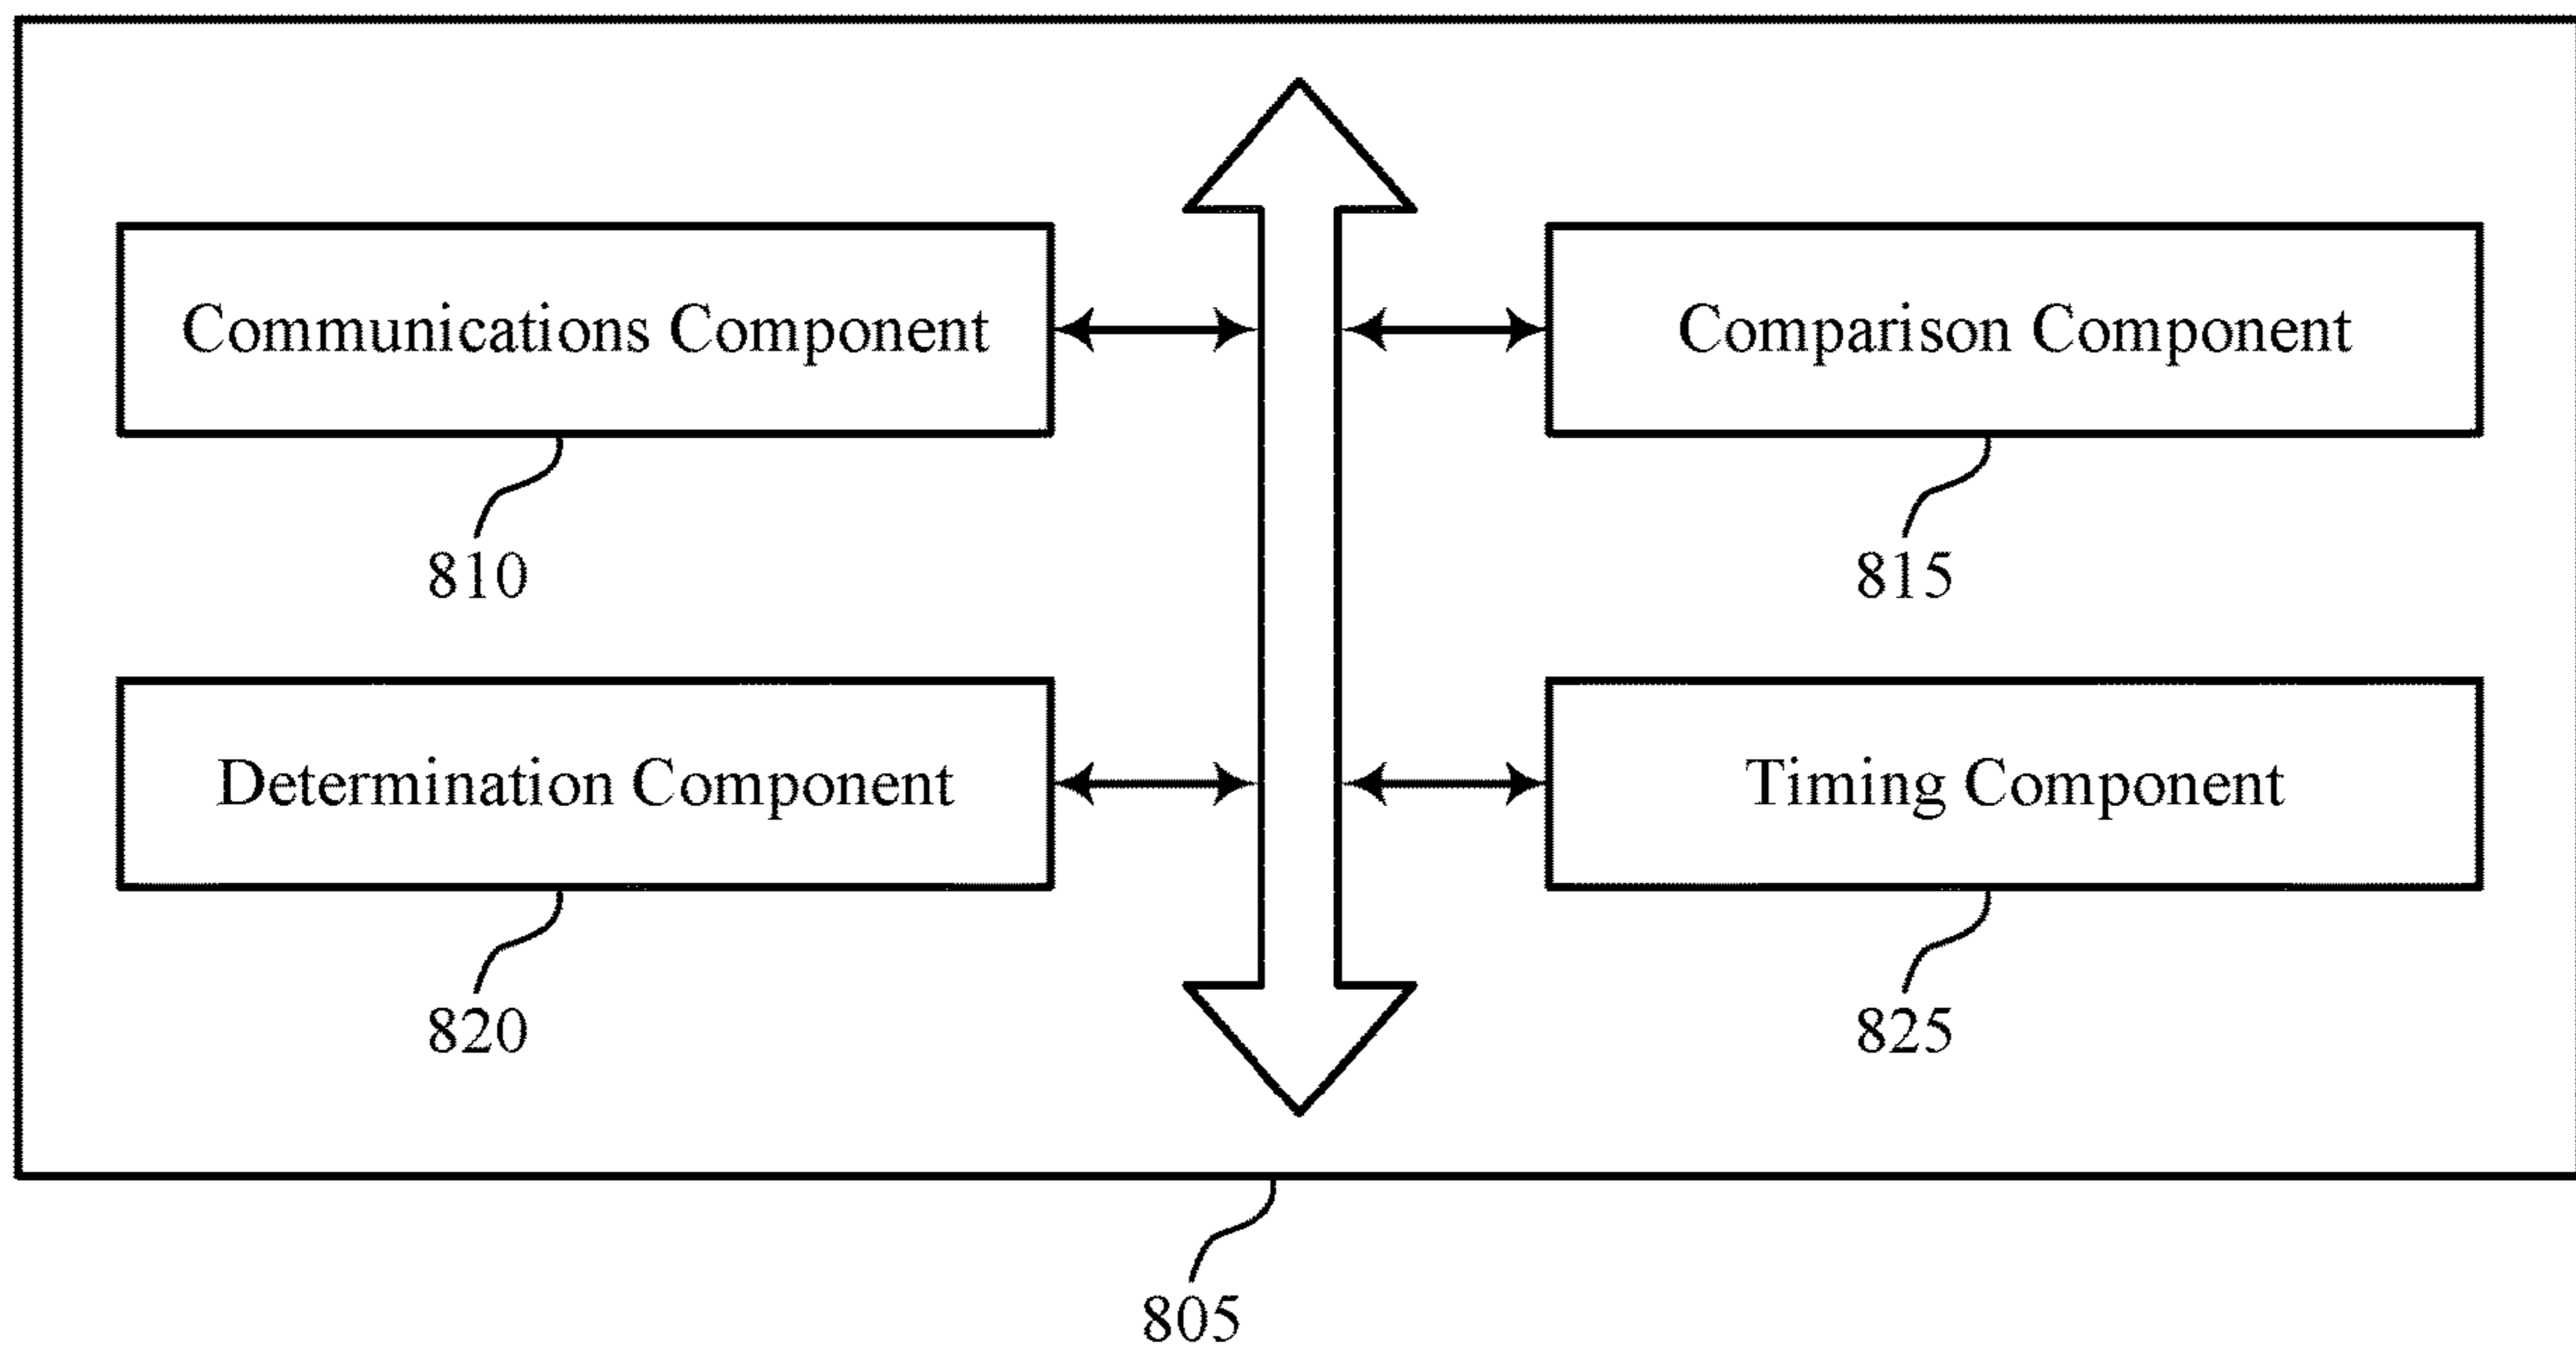 Communications Component
Comparison Component
810
815
Determination Component
Timing Component
820
825
805